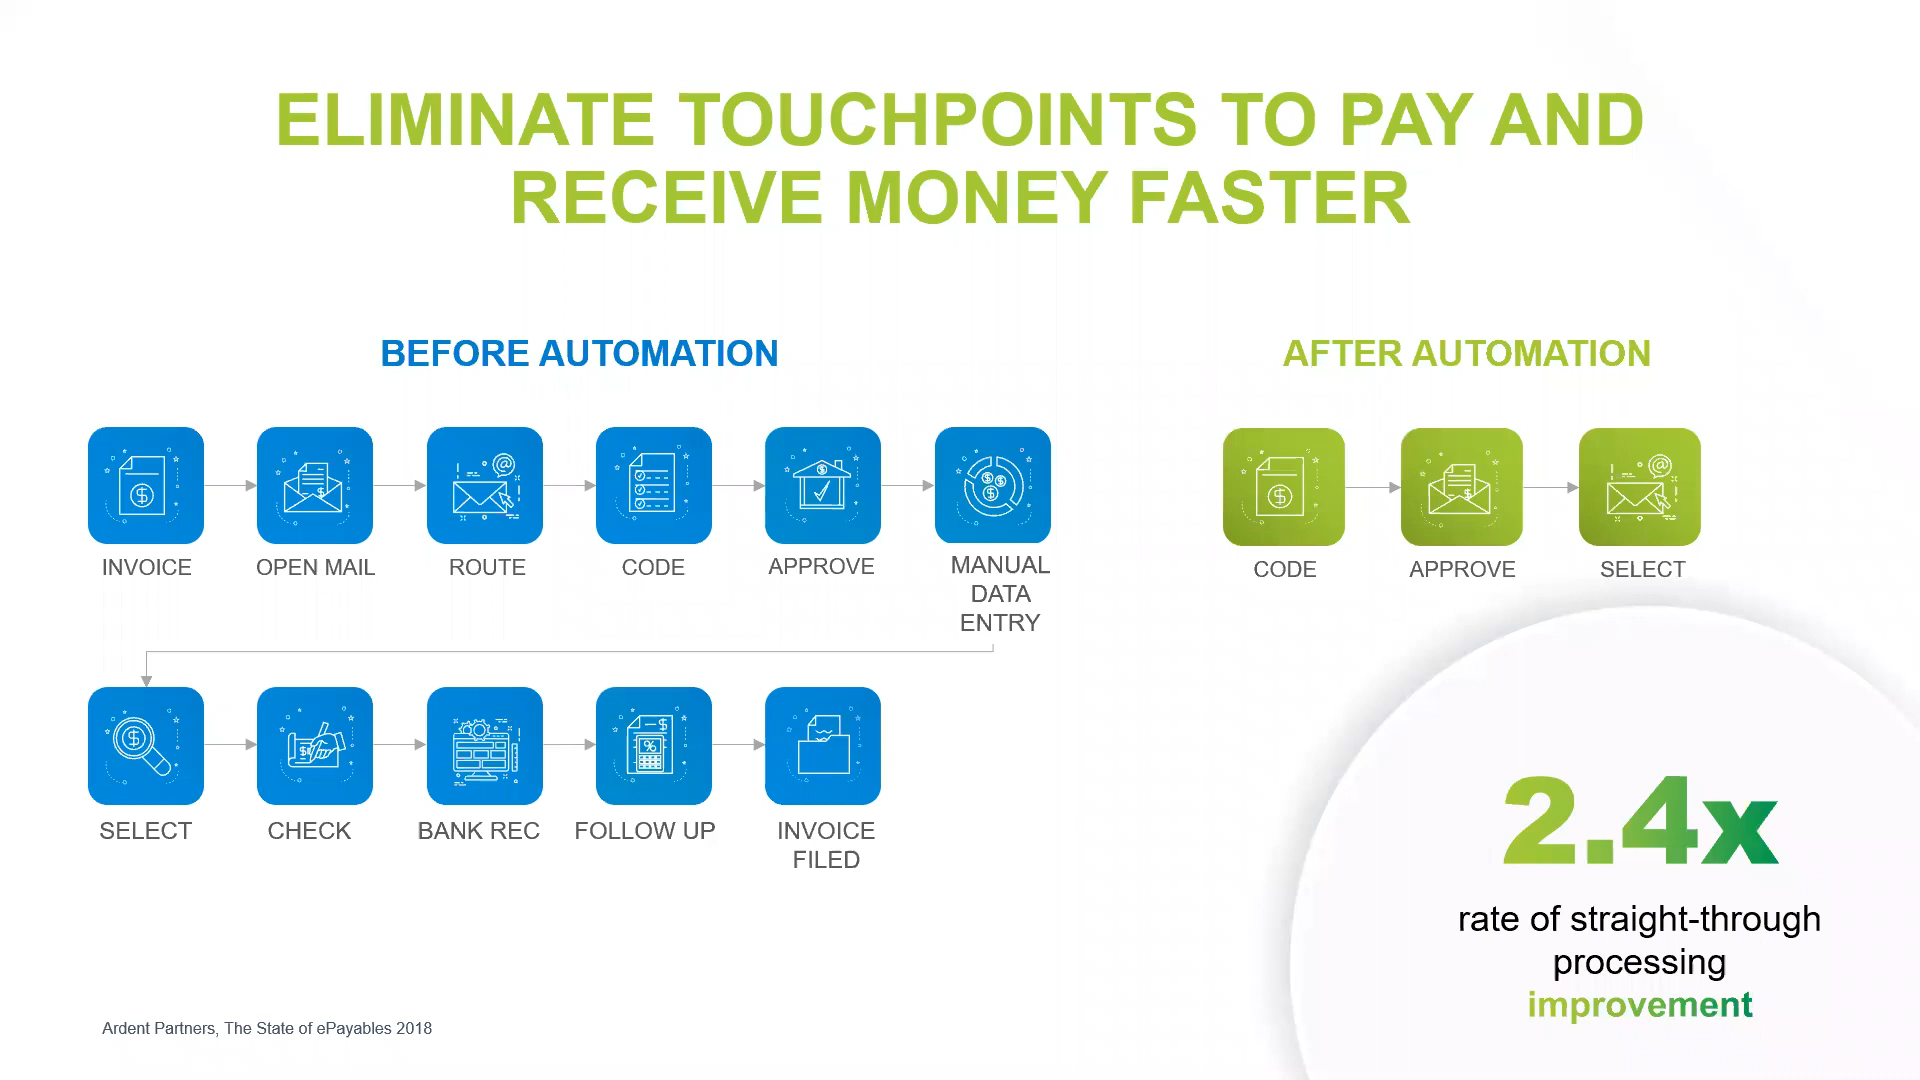 ELIMINATE TOUCHPOINTS TO PAY AND
RECEIVE MONEY FASTER
BEFORE AUTOMATION
INVOICE
OPEN MAIL
ROUTE
CODE
APPROVE
MANUAL
DATA
ENTRY
SELECT
CHECK
BANK REC
FOLLOW UP
INVOICE
FILED
AFTER AUTOMATION
CODE
APPROVE
SELECT
2.4x
rate of straight-through
processing
improvement
Ardent Partners, The State of ePayables 2018